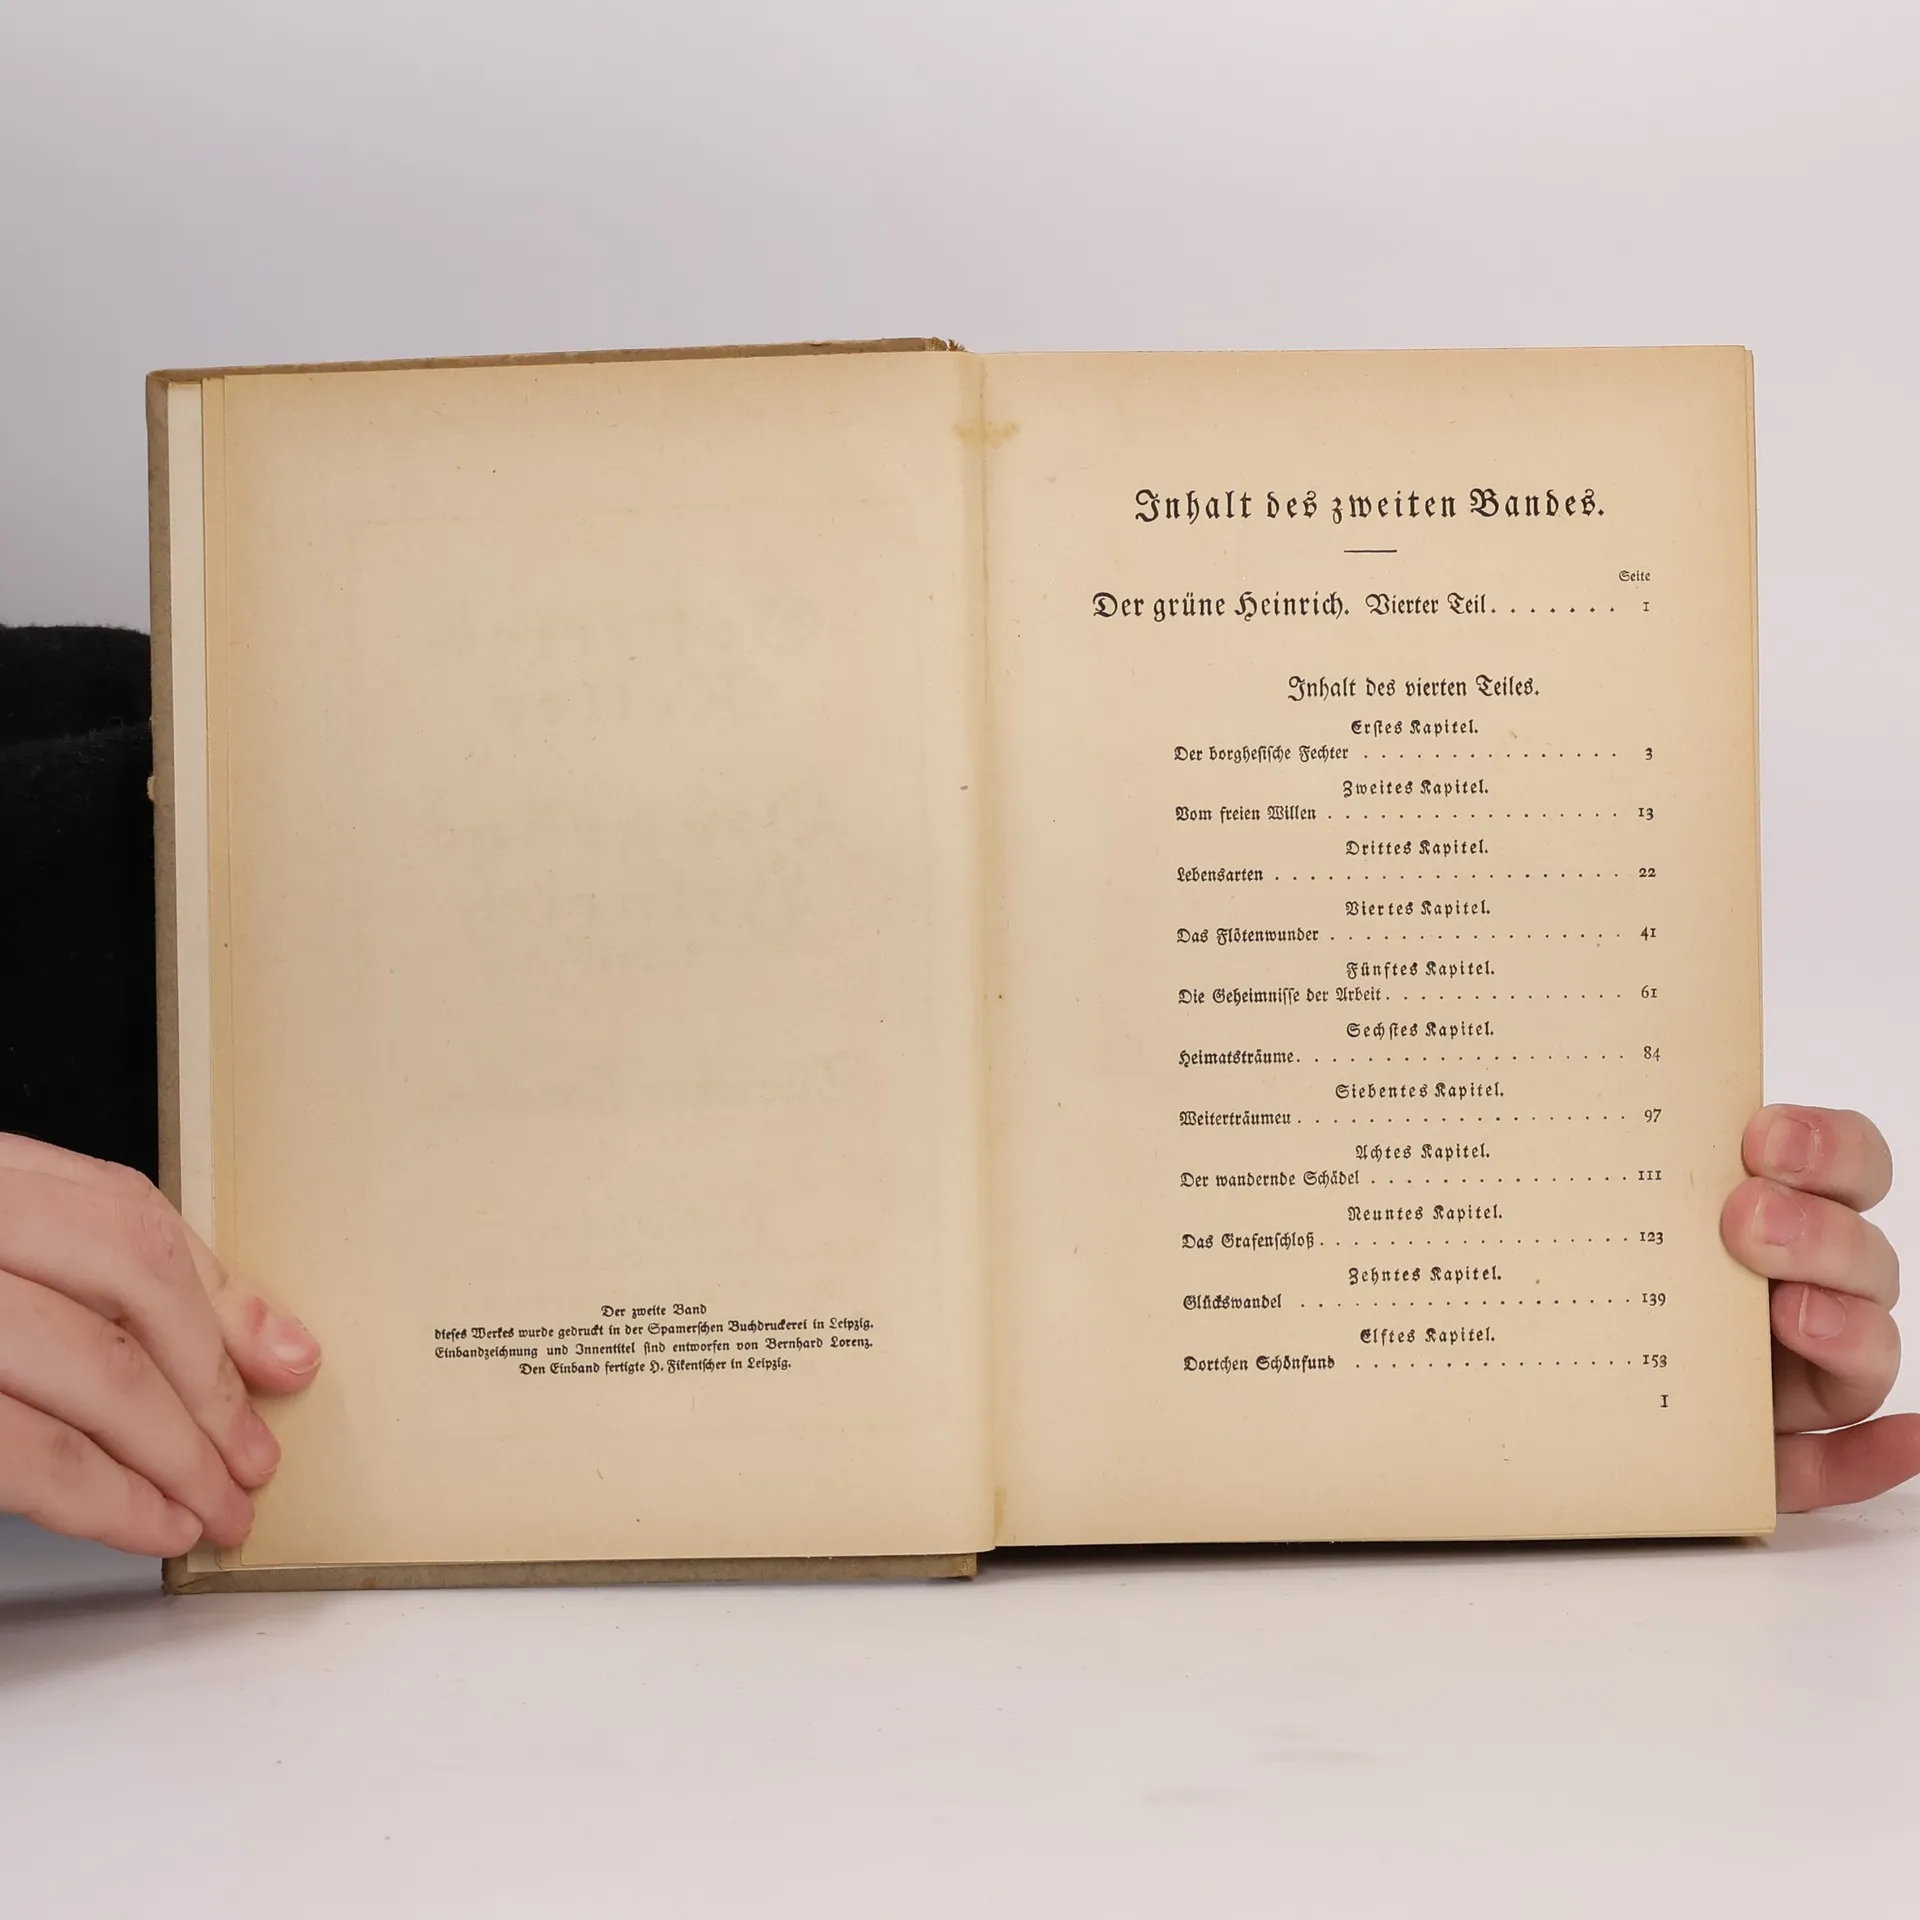 Der zweite Band
dieses Werkes wurde gedruckt in der Spamerschen Buchdruckerei in Leipzig.
Einbandzeichnung und Innentitel sind entworfen von Bernhard Lorenz.
Den Einband fertigte H. Fikentscher in Leipzig.
Inhalt des zweiten Bandes.
Seite
Der grüne Heinrich. Vierter Teil. . . . . . . 1
Inhalt des vierten Teiles.
Erstes Kapitel.
Der borghesische Fechter . . . . . . . . . . . . . . . 3
Zweites Kapitel.
Vom freien Willen . . . . . . . . . . . . . . . . . 13
Drittes Kapitel.
Lebensarten . . . . . . . . . . . . . . . . . . . . 22
Viertes Kapitel.
Das Flötenwunder . . . . . . . . . . . . . . . . . 41
Fünftes Kapitel.
Die Geheimnisse der Arbeit . . . . . . . . . . . . . . 61
Sechstes Kapitel.
Heimatsträume . . . . . . . . . . . . . . . . . . . 84
Siebentes Kapitel.
Weiterträumeu . . . . . . . . . . . . . . . . . . . 97
Achtes Kapitel.
Der wandernde Schädel . . . . . . . . . . . . . . . 111
Neuntes Kapitel.
Das Grafenschloß . . . . . . . . . . . . . . . . . . 123
Zehntes Kapitel.
Glückswandel . . . . . . . . . . . . . . . . . . . 139
Elftes Kapitel.
Dortchen Schönfund . . . . . . . . . . . . . . . . 153
I